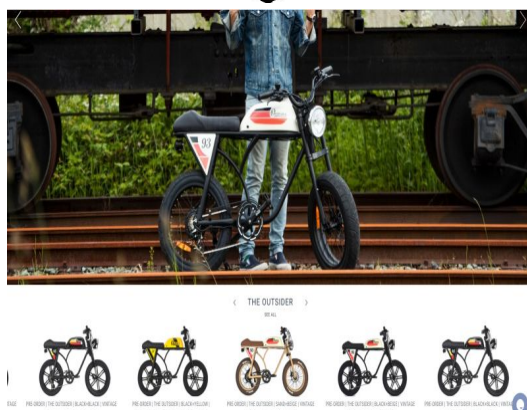 93
THE OUTSIDER
SEE ALL
PRE-ORDER | THE OUTSIDER | BLACK+BLACK | VINTAGE
PRE-ORDER | THE OUTSIDER | BLACK+YELLOW |
PRE-ORDER | THE OUTSIDER | SAND+BEIGE | VINTAGE
PRE-ORDER | THE OUTSIDER | BLACK+BEIGE | VINTAGE
PRE-ORDER | THE OUTSIDER | BLACK+BLACK |